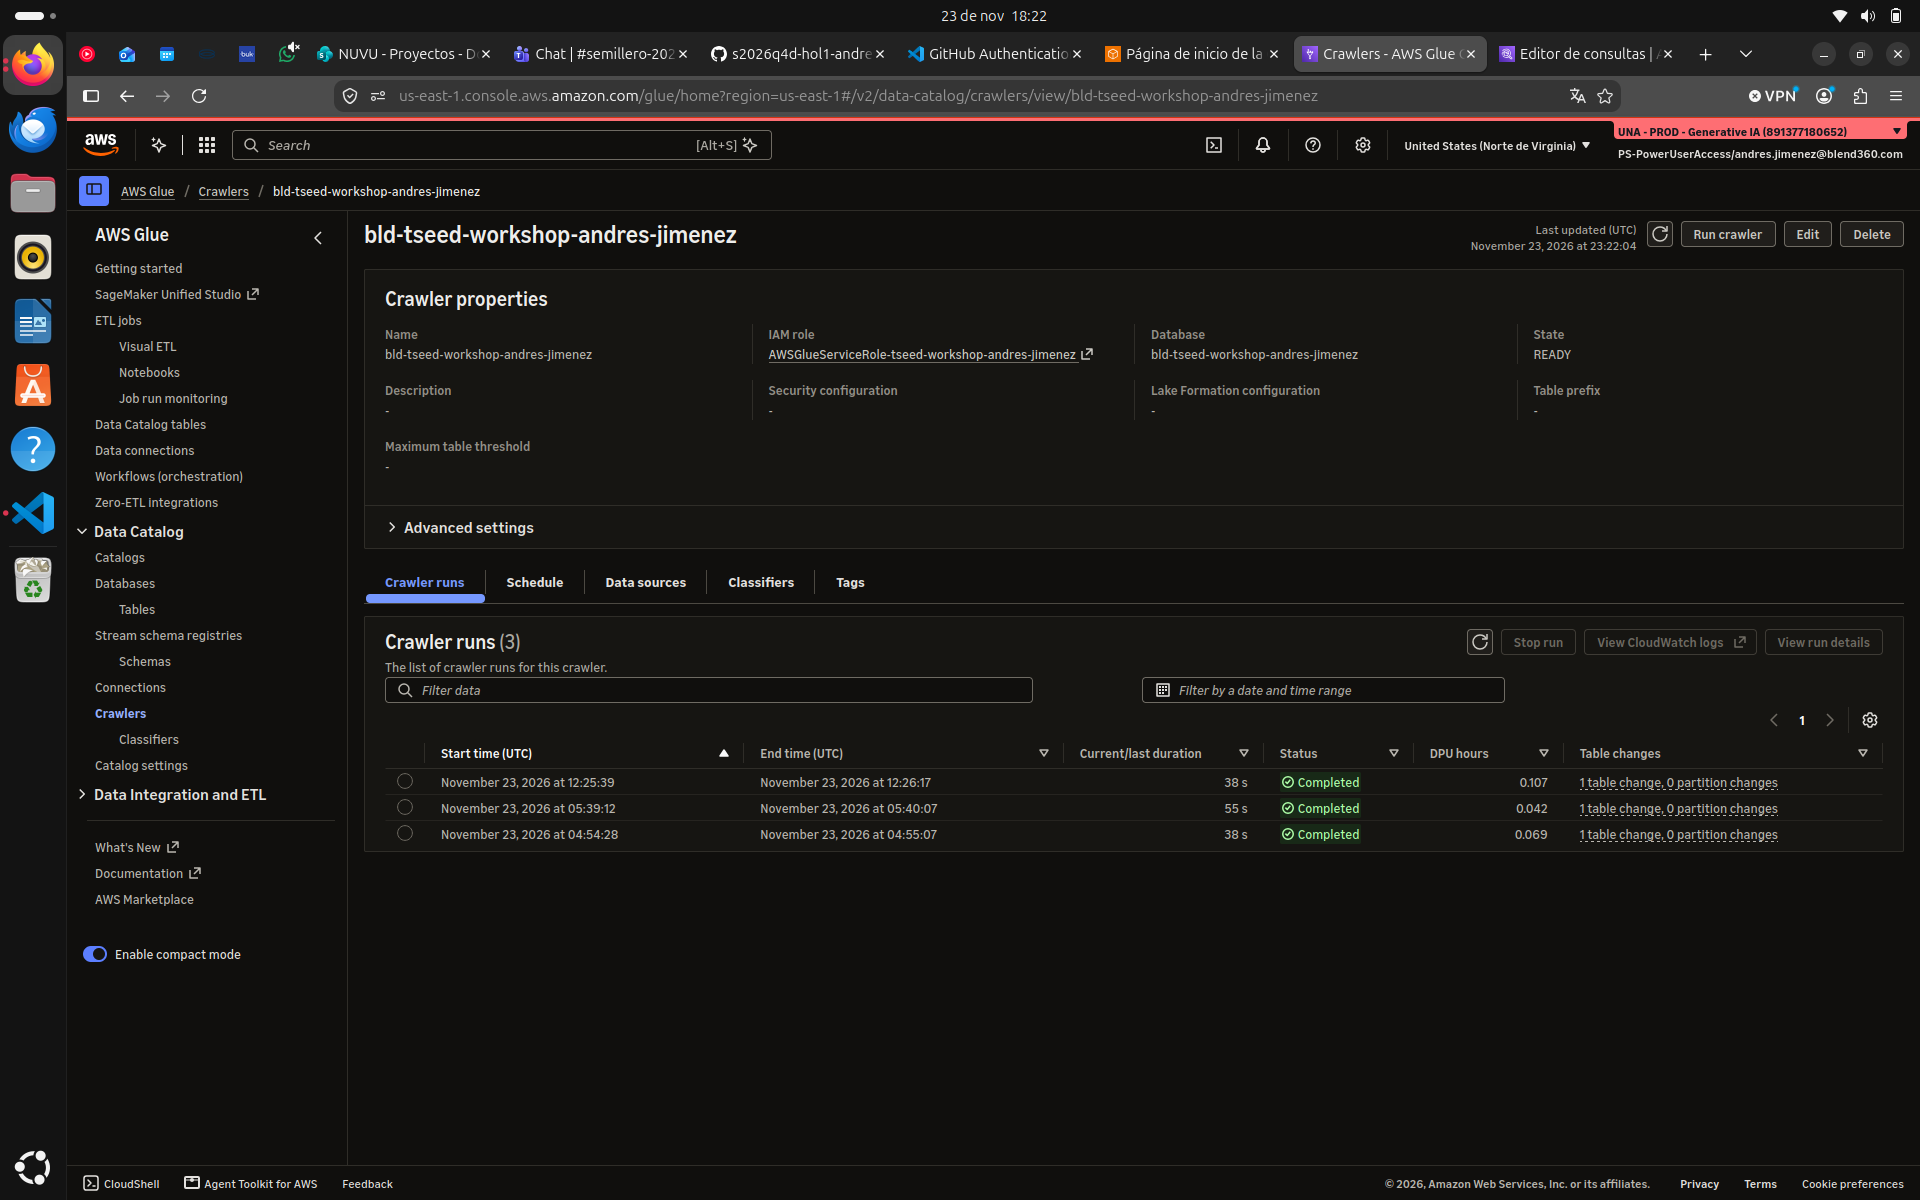 23 de nov 18:22
NUVU - Proyectos - D
Chat | #semillero-202
s2026q4d-hol1-andre
GitHub Authenticatio
Página de inicio de la
Crawlers - AWS Glue
Editor de consultas | A
us-east-1.console.aws.amazon.com/glue/home?region=us-east-1#/v2/data-catalog/crawlers/view/bld-tseed-workshop-andres-jimenez
VPN
aws
Search
[Alt+S]
United States (Norte de Virginia)
UNA - PROD - Generative IA (891377180652)
PS-PowerUserAccess/andres.jimenez@blend360.com
AWS Glue / Crawlers / bld-tseed-workshop-andres-jimenez
AWS Glue
Getting started
SageMaker Unified Studio
ETL jobs
Visual ETL
Notebooks
Job run monitoring
Data Catalog tables
Data connections
Workflows (orchestration)
Zero-ETL integrations
Data Catalog
Catalogs
Databases
Tables
Stream schema registries
Schemas
Connections
Crawlers
Classifiers
Catalog settings
Data Integration and ETL
What's New
Documentation
AWS Marketplace
Enable compact mode
bld-tseed-workshop-andres-jimenez
Last updated (UTC)
November 23, 2026 at 23:22:04
Run crawler
Edit
Delete
Crawler properties
Name
bld-tseed-workshop-andres-jimenez
IAM role
AWSGlueServiceRole-tseed-workshop-andres-jimenez
Database
bld-tseed-workshop-andres-jimenez
State
READY
Description
-
Security configuration
-
Lake Formation configuration
-
Table prefix
-
Maximum table threshold
-
Advanced settings
Crawler runs
Schedule
Data sources
Classifiers
Tags
Crawler runs (3)
The list of crawler runs for this crawler.
Stop run
View CloudWatch logs
View run details
Filter data
Filter by a date and time range
1
Start time (UTC) End time (UTC) Current/last duration Status DPU hours Table changes
November 23, 2026 at 12:25:39 November 23, 2026 at 12:26:17 38 s Completed 0.107 1 table change, 0 partition changes
November 23, 2026 at 05:39:12 November 23, 2026 at 05:40:07 55 s Completed 0.042 1 table change, 0 partition changes
November 23, 2026 at 04:54:28 November 23, 2026 at 04:55:07 38 s Completed 0.069 1 table change, 0 partition changes
CloudShell
Agent Toolkit for AWS
Feedback
© 2026, Amazon Web Services, Inc. or its affiliates.
Privacy
Terms
Cookie preferences